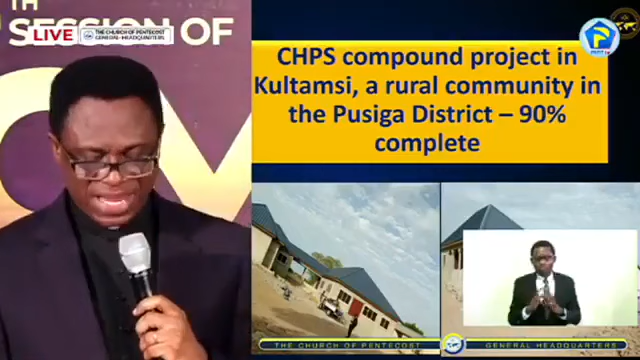 TH
SESSION OF
LIVE
THE CHURCH OF PENTECOST
GENERAL HEADQUARTERS
CHPS compound project in
Kultamsi, a rural community in
the Pusiga District – 90%
complete
THE CHURCH OF PENTECOST
GENERAL HEADQUARTERS